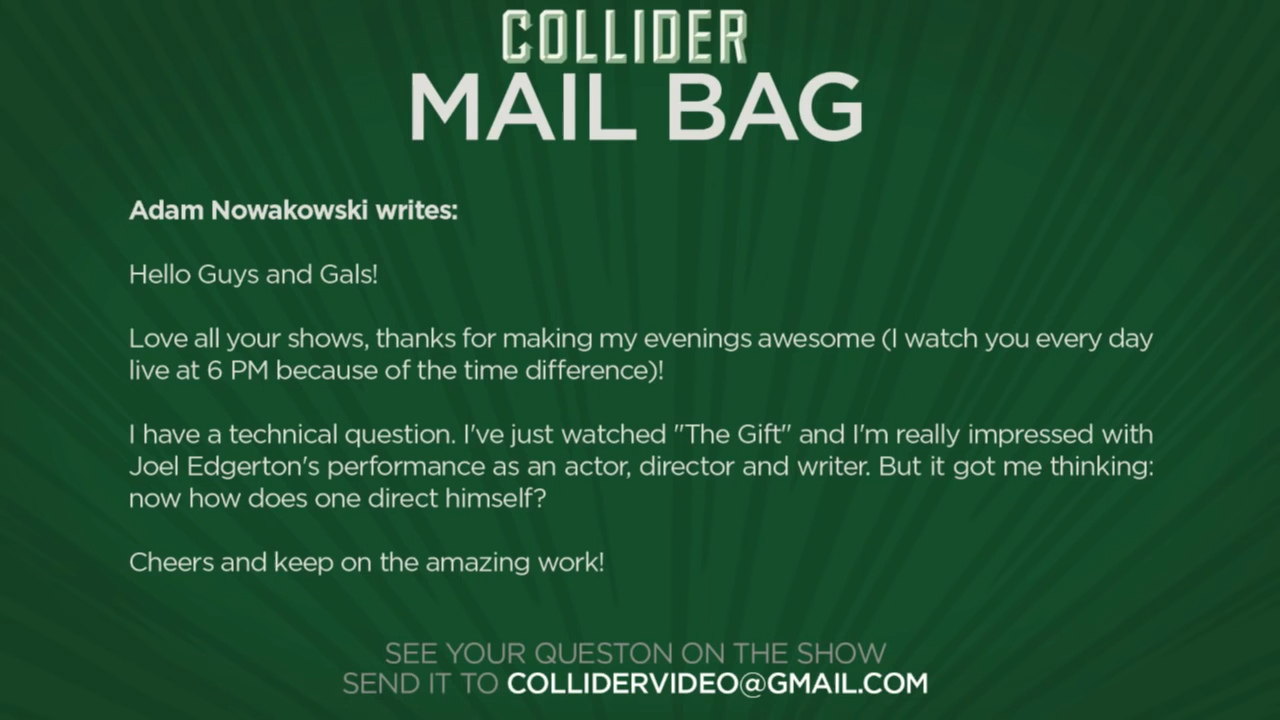 COLLIDER
MAIL BAG
Adam Nowakowski writes:
Hello Guys and Gals!
Love all your shows, thanks for making my evenings awesome (I watch you every day
live at 6 PM because of the time difference)!
I have a technical question. I've just watched "The Gift" and I'm really impressed with
Joel Edgerton's performance as an actor, director and writer. But it got me thinking:
now how does one direct himself?
Cheers and keep on the amazing work!
SEE YOUR QUESTON ON THE SHOW
SEND IT TO COLLIDERVIDEO@GMAIL.COM